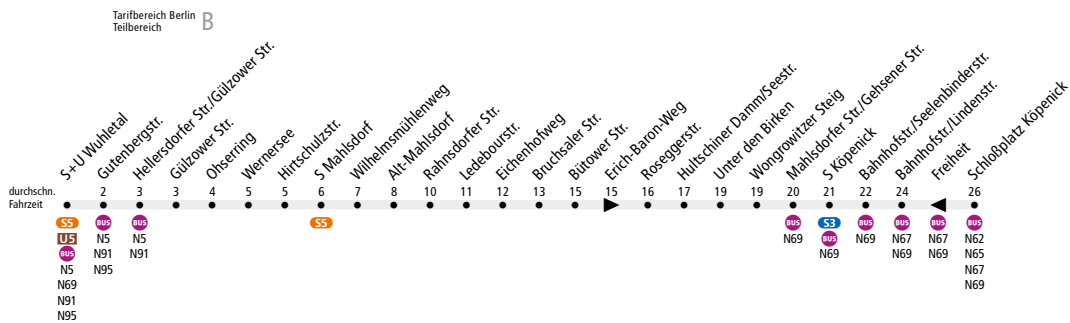 Tarifbereich Berlin
Teilbereich
B
S+U Wuhletal
Gutenbergstr.
Hellersdorfer Str./Gülzower Str.
Gülzower Str.
Ohserring
Wernersee
Hirtschulzstr.
S Mahlsdorf
Wilhelmsmühlenweg
Alt-Mahlsdorf
Rahnsdorfer Str.
Ledebourstr.
Eichenhofweg
Bruchsaler Str.
Bütower Str.
Erich-Baron-Weg
Roseggerstr.
Hultschiner Damm/Seestr.
Unter den Birken
Wongrowitzer Steig
Mahlsdorfer Str./Gehsener Str.
S Köpenick
Bahnhofstr./Seelenbinderstr.
Bahnhofstr./Lindenstr.
Freiheit
Schloßplatz Köpenick
durchschn. 2 3 3 4 5 5 6 7 8 10 11 12 13 15 15 16 17 19 19 20 21 22 24 26
Fahrzeit
S5 BUS BUS S5 BUS S3 BUS BUS BUS BUS
U5 N5 N5 N69 BUS N69 N67 N67 N62
BUS N91 N91 N69 N69 N69 N65
N5 N95 N67
N69 N69
N91
N95